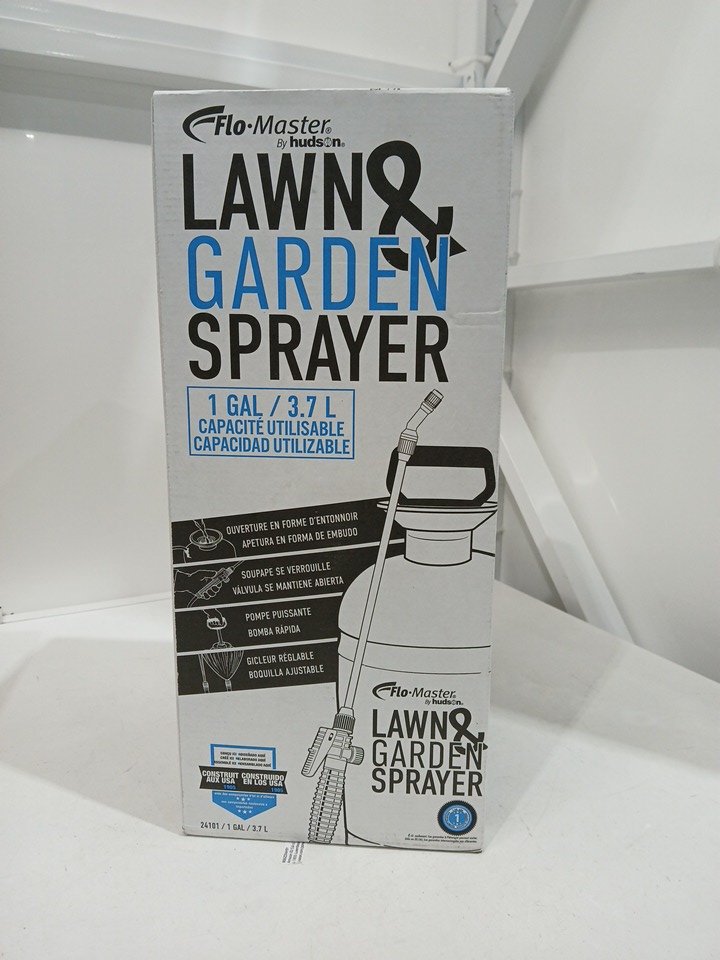 Flo·Master®
By hudson®
LAWN &
GARDEN
SPRAYER
1 GAL / 3.7 L
CAPACITÉ UTILISABLE
CAPACIDAD UTILIZABLE
OUVERTURE EN FORME D'ENTONNOIR
APETURA EN FORMA DE EMBUDO
SOUPAPE SE VERROUILLE
VÁLVULA SE MANTIENE ABIERTA
POMPE PUISSANTE
BOMBA RÁPIDA
GICLEUR RÉGLABLE
BOQUILLA AJUSTABLE
Flo·Master®
By hudson®
LAWN &
GARDEN
SPRAYER
CONSTRUIT CONSTRUIDO
AUX USA EN LOS USA
1905 1905
1
24101 / 1 GAL / 3.7 L